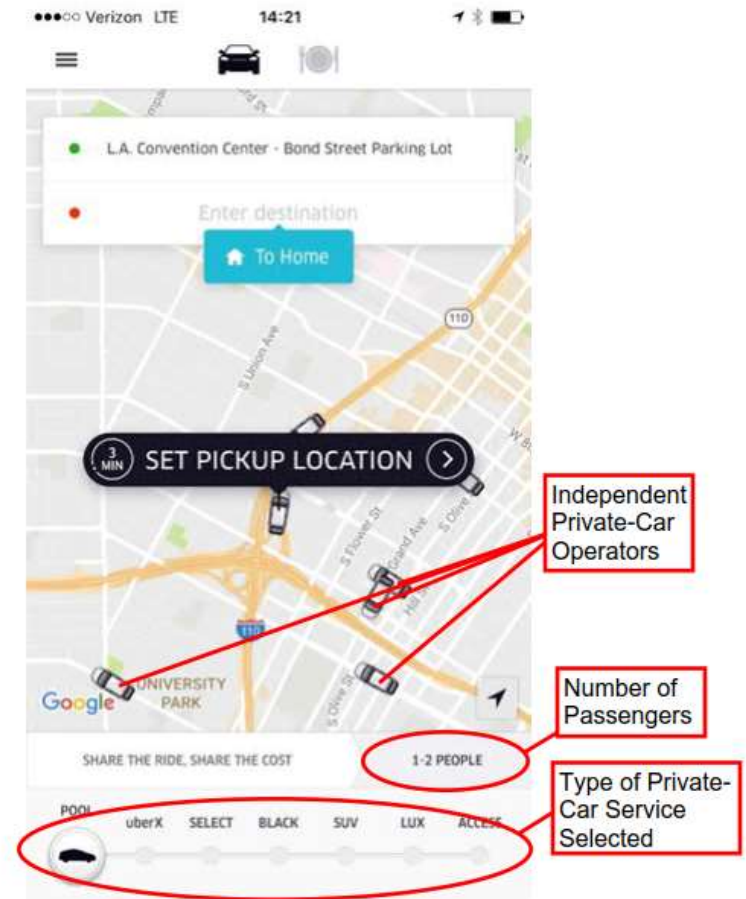 Verizon LTE 14:21
L.A. Convention Center - Bond Street Parking Lot
Enter destination
To Home
110
S Union Ave
3 MIN SET PICKUP LOCATION
S Flower St
Grand Ave
S Olive
Hill St
Independent
Private-Car
Operators
110
UNIVERSITY
PARK
S Olive St
Google
Number of
Passengers
SHARE THE RIDE, SHARE THE COST 1-2 PEOPLE
Type of Private-
Car Service
Selected
POOL uberX SELECT BLACK SUV LUX ACCESS